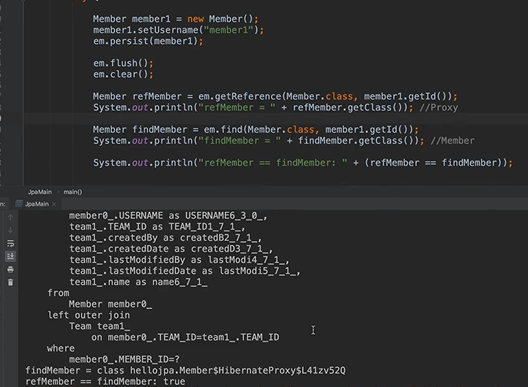 Member member1 = new Member();
member1.setUsername("member1");
em.persist(member1);
em.flush();
em.clear();
Member refMember = em.getReference(Member.class, member1.getId());
System.out.println("refMember = " + refMember.getClass()); //Proxy
Member findMember = em.find(Member.class, member1.getId());
System.out.println("findMember = " + findMember.getClass()); //Member
System.out.println("refMember == findMember: " + (refMember == findMember));
JpaMain main()
JpaMain
member0_.USERNAME as USERNAME6_3_0_,
team1_.TEAM_ID as TEAM_ID1_7_1_,
team1_.createdBy as createdB2_7_1_,
team1_.createdDate as createdD3_7_1_,
team1_.lastModifiedBy as lastModi4_7_1_,
team1_.lastModifiedDate as lastModi5_7_1_,
team1_.name as name6_7_1_
from
Member member0_
left outer join
Team team1_
on member0_.TEAM_ID=team1_.TEAM_ID
where
member0_.MEMBER_ID=?
findMember = class hellojpa.Member$HibernateProxy$L41zv52Q
refMember == findMember: true